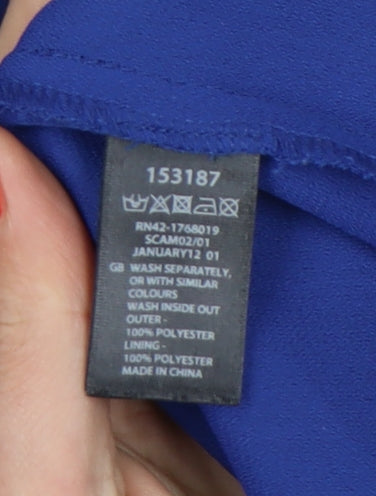 153187
RN42-1768019
SCAM02/01
JANUARY12 01
GB WASH SEPARATELY,
OR WITH SIMILAR
COLOURS
WASH INSIDE OUT
OUTER -
100% POLYESTER
LINING -
100% POLYESTER
MADE IN CHINA